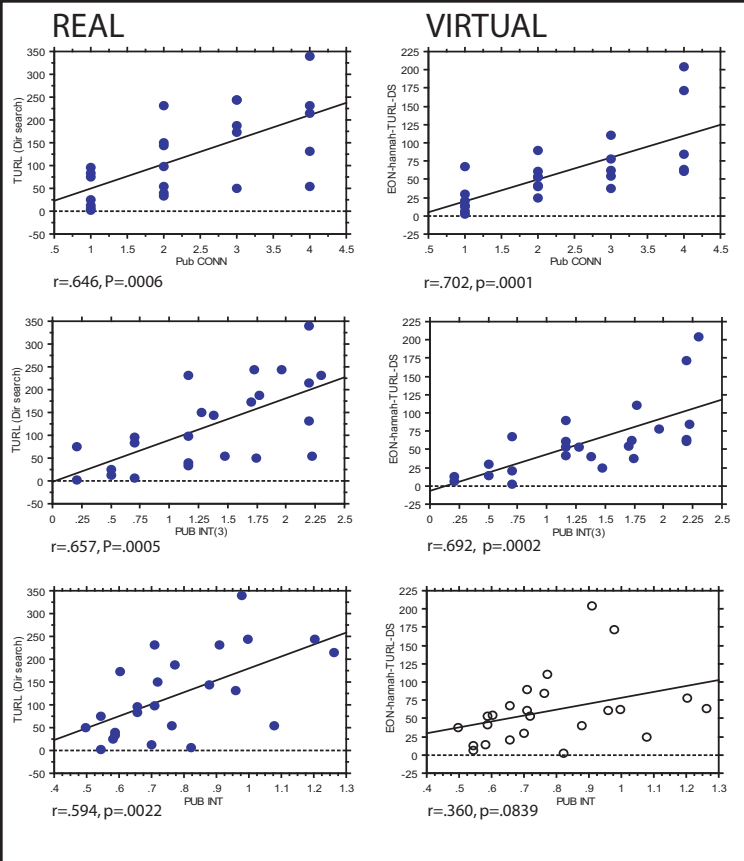 REAL
VIRTUAL
350
300
250
200
150
100
50
0
-50
TURL (Dir search)
.5 1 1.5 2 2.5 3 3.5 4 4.5
Pub CONN
r=.646, P=.0006
225
200
175
150
125
100
75
50
25
0
-25
EON-hannah-TURL-DS
.5 1 1.5 2 2.5 3 3.5 4 4.5
Pub CONN
r=.702, p=.0001
350
300
250
200
150
100
50
0
-50
TURL (Dir search)
0 .25 .5 .75 1 1.25 1.5 1.75 2 2.25 2.5
PUB INT(3)
r=.657, P=.0005
225
200
175
150
125
100
75
50
25
0
-25
EON-hannah-TURL-DS
0 .25 .5 .75 1 1.25 1.5 1.75 2 2.25 2.5
PUB INT(3)
r=.692, p=.0002
350
300
250
200
150
100
50
0
-50
TURL (Dir search)
.4 .5 .6 .7 .8 .9 1 1.1 1.2 1.3
PUB INT
r=.594, p=.0022
225
200
175
150
125
100
75
50
25
0
-25
EON-hannah-TURL-DS
.4 .5 .6 .7 .8 .9 1 1.1 1.2 1.3
PUB INT
r=.360, p=.0839